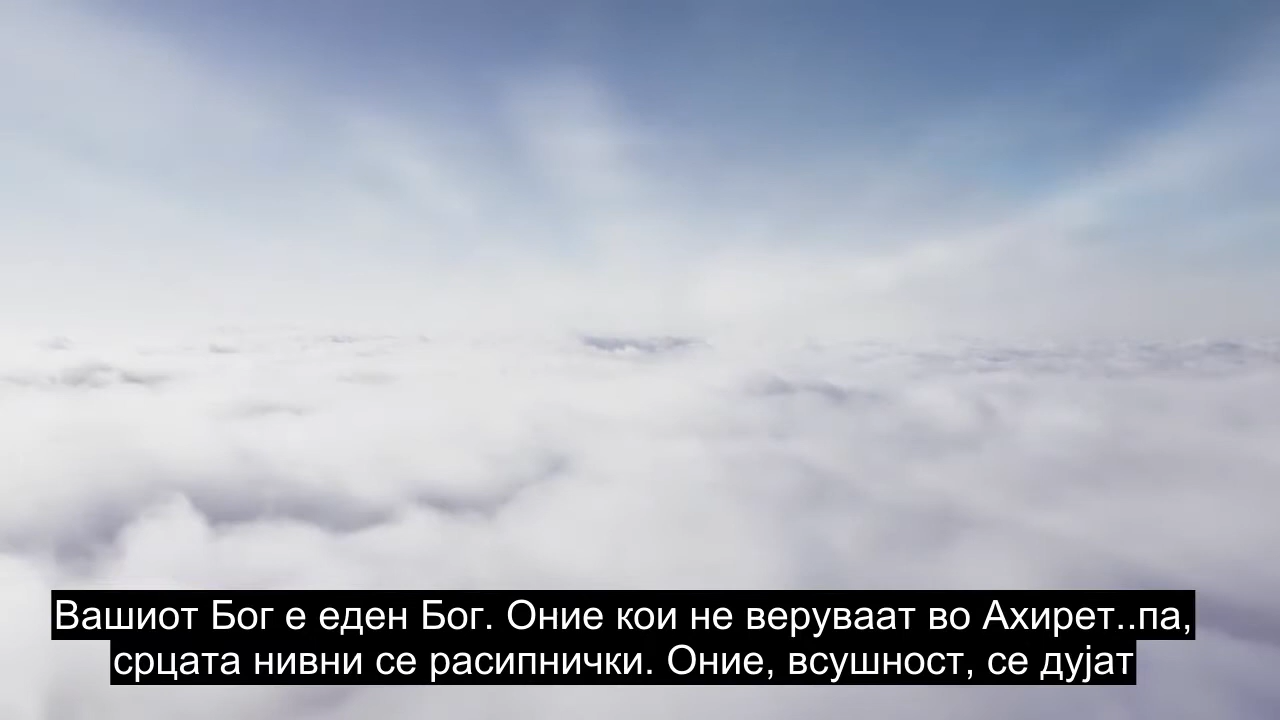 Вашиот Бог е еден Бог. Оние кои не веруваат во Ахирет..па,
срцата нивни се расипнички. Оние, всушност, се дујат